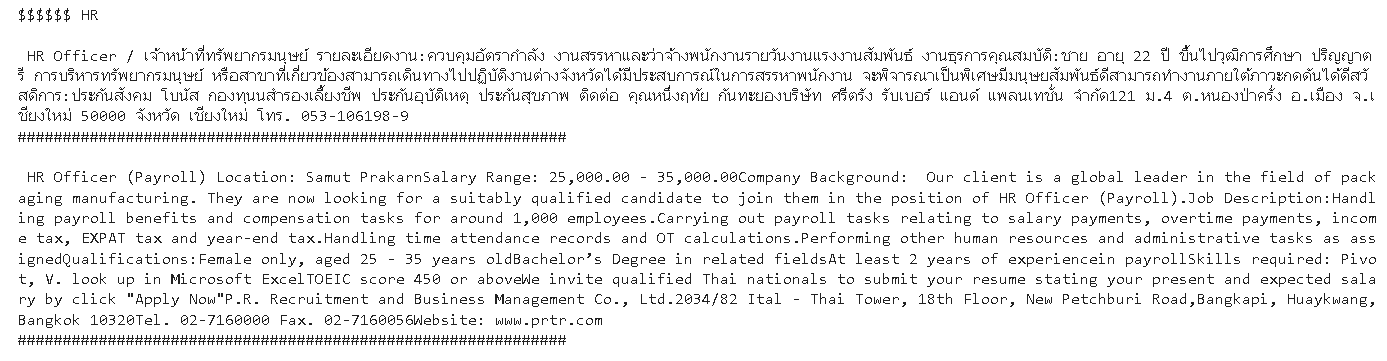 $$$$$$ HR
HR Officer / เจ้าหน้าที่ทรัพยากรมนุษย์ รายละเอียดงาน:ควบคุมอัตรากำลัง งานสรรหาและว่าจ้างพนักงานรายวันงานแรงงานสัมพันธ์ งานธุรการคุณสมบัติ:ชาย อายุ 22 ปี ขึ้นไปวุฒิการศึกษา ปริญญาต
รี การบริหารทรัพยากรมนุษย์ หรือสาขาที่เกี่ยวข้องสามารถเดินทางไปปฏิบัติงานต่างจังหวัดได้มีประสบการณ์ในการสรรหาพนักงาน จะพิจารณาเป็นพิเศษมีมนุษยสัมพันธ์ดีสามารถทำงานภายใต้ภาวะกดดันได้ดีสวั
สดิการ:ประกันสังคม โบนัส กองทุนสำรองเลี้ยงชีพ ประกันอุบัติเหตุ ประกันสุขภาพ ติดต่อ คุณหนึ่งฤทัย กันทะยองบริษัท ศรีตรัง รับเบอร์ แอนด์ แพลนเทชั่น จำกัด121 ม.4 ต.หนองป่าครั่ง อ.เมือง จ.เ
ชียงใหม่ 50000 จังหวัด เชียงใหม่ โทร. 053-106198-9
###############################################################
HR Officer (Payroll) Location: Samut PrakarnSalary Range: 25,000.00 - 35,000.00Company Background:  Our client is a global leader in the field of pack
aging manufacturing. They are now looking for a suitably qualified candidate to join them in the position of HR Officer (Payroll).Job Description:Handl
ing payroll benefits and compensation tasks for around 1,000 employees.Carrying out payroll tasks relating to salary payments, overtime payments, incom
e tax, EXPAT tax and year-end tax.Handling time attendance records and OT calculations.Performing other human resources and administrative tasks as ass
ignedQualifications:Female only, aged 25 - 35 years oldBachelor’s Degree in related fieldsAt least 2 years of experiencein payrollSkills required: Pivo
t, V. look up in Microsoft ExcelTOEIC score 450 or aboveWe invite qualified Thai nationals to submit your resume stating your present and expected sala
ry by click "Apply Now"P.R. Recruitment and Business Management Co., Ltd.2034/82 Ital - Thai Tower, 18th Floor, New Petchburi Road,Bangkapi, Huaykwang,
Bangkok 10320Tel. 02-7160000 Fax. 02-7160056Website: www.prtr.com
###############################################################